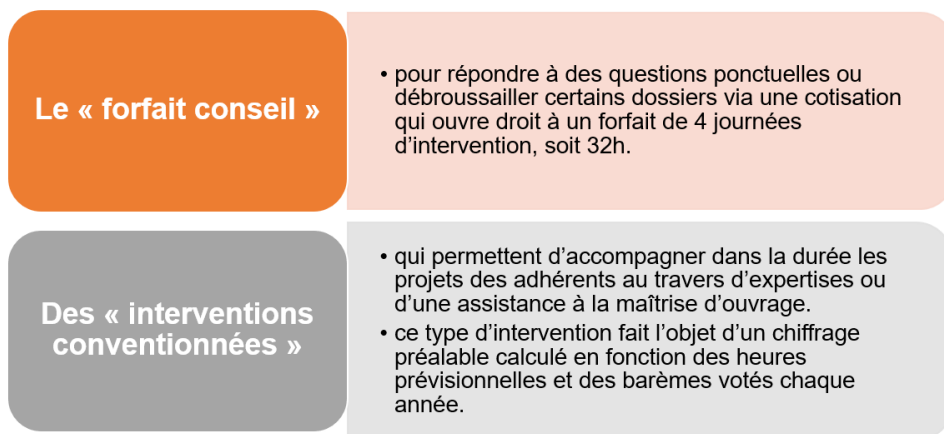 Le « forfait conseil »
• pour répondre à des questions ponctuelles ou
débroussailler certains dossiers via une cotisation
qui ouvre droit à un forfait de 4 journées
d’intervention, soit 32h.
Des « interventions
conventionnées »
• qui permettent d’accompagner dans la durée les
projets des adhérents au travers d’expertises ou
d’une assistance à la maîtrise d’ouvrage.
• ce type d’intervention fait l’objet d’un chiffrage
préalable calculé en fonction des heures
prévisionnelles et des barèmes votés chaque
année.